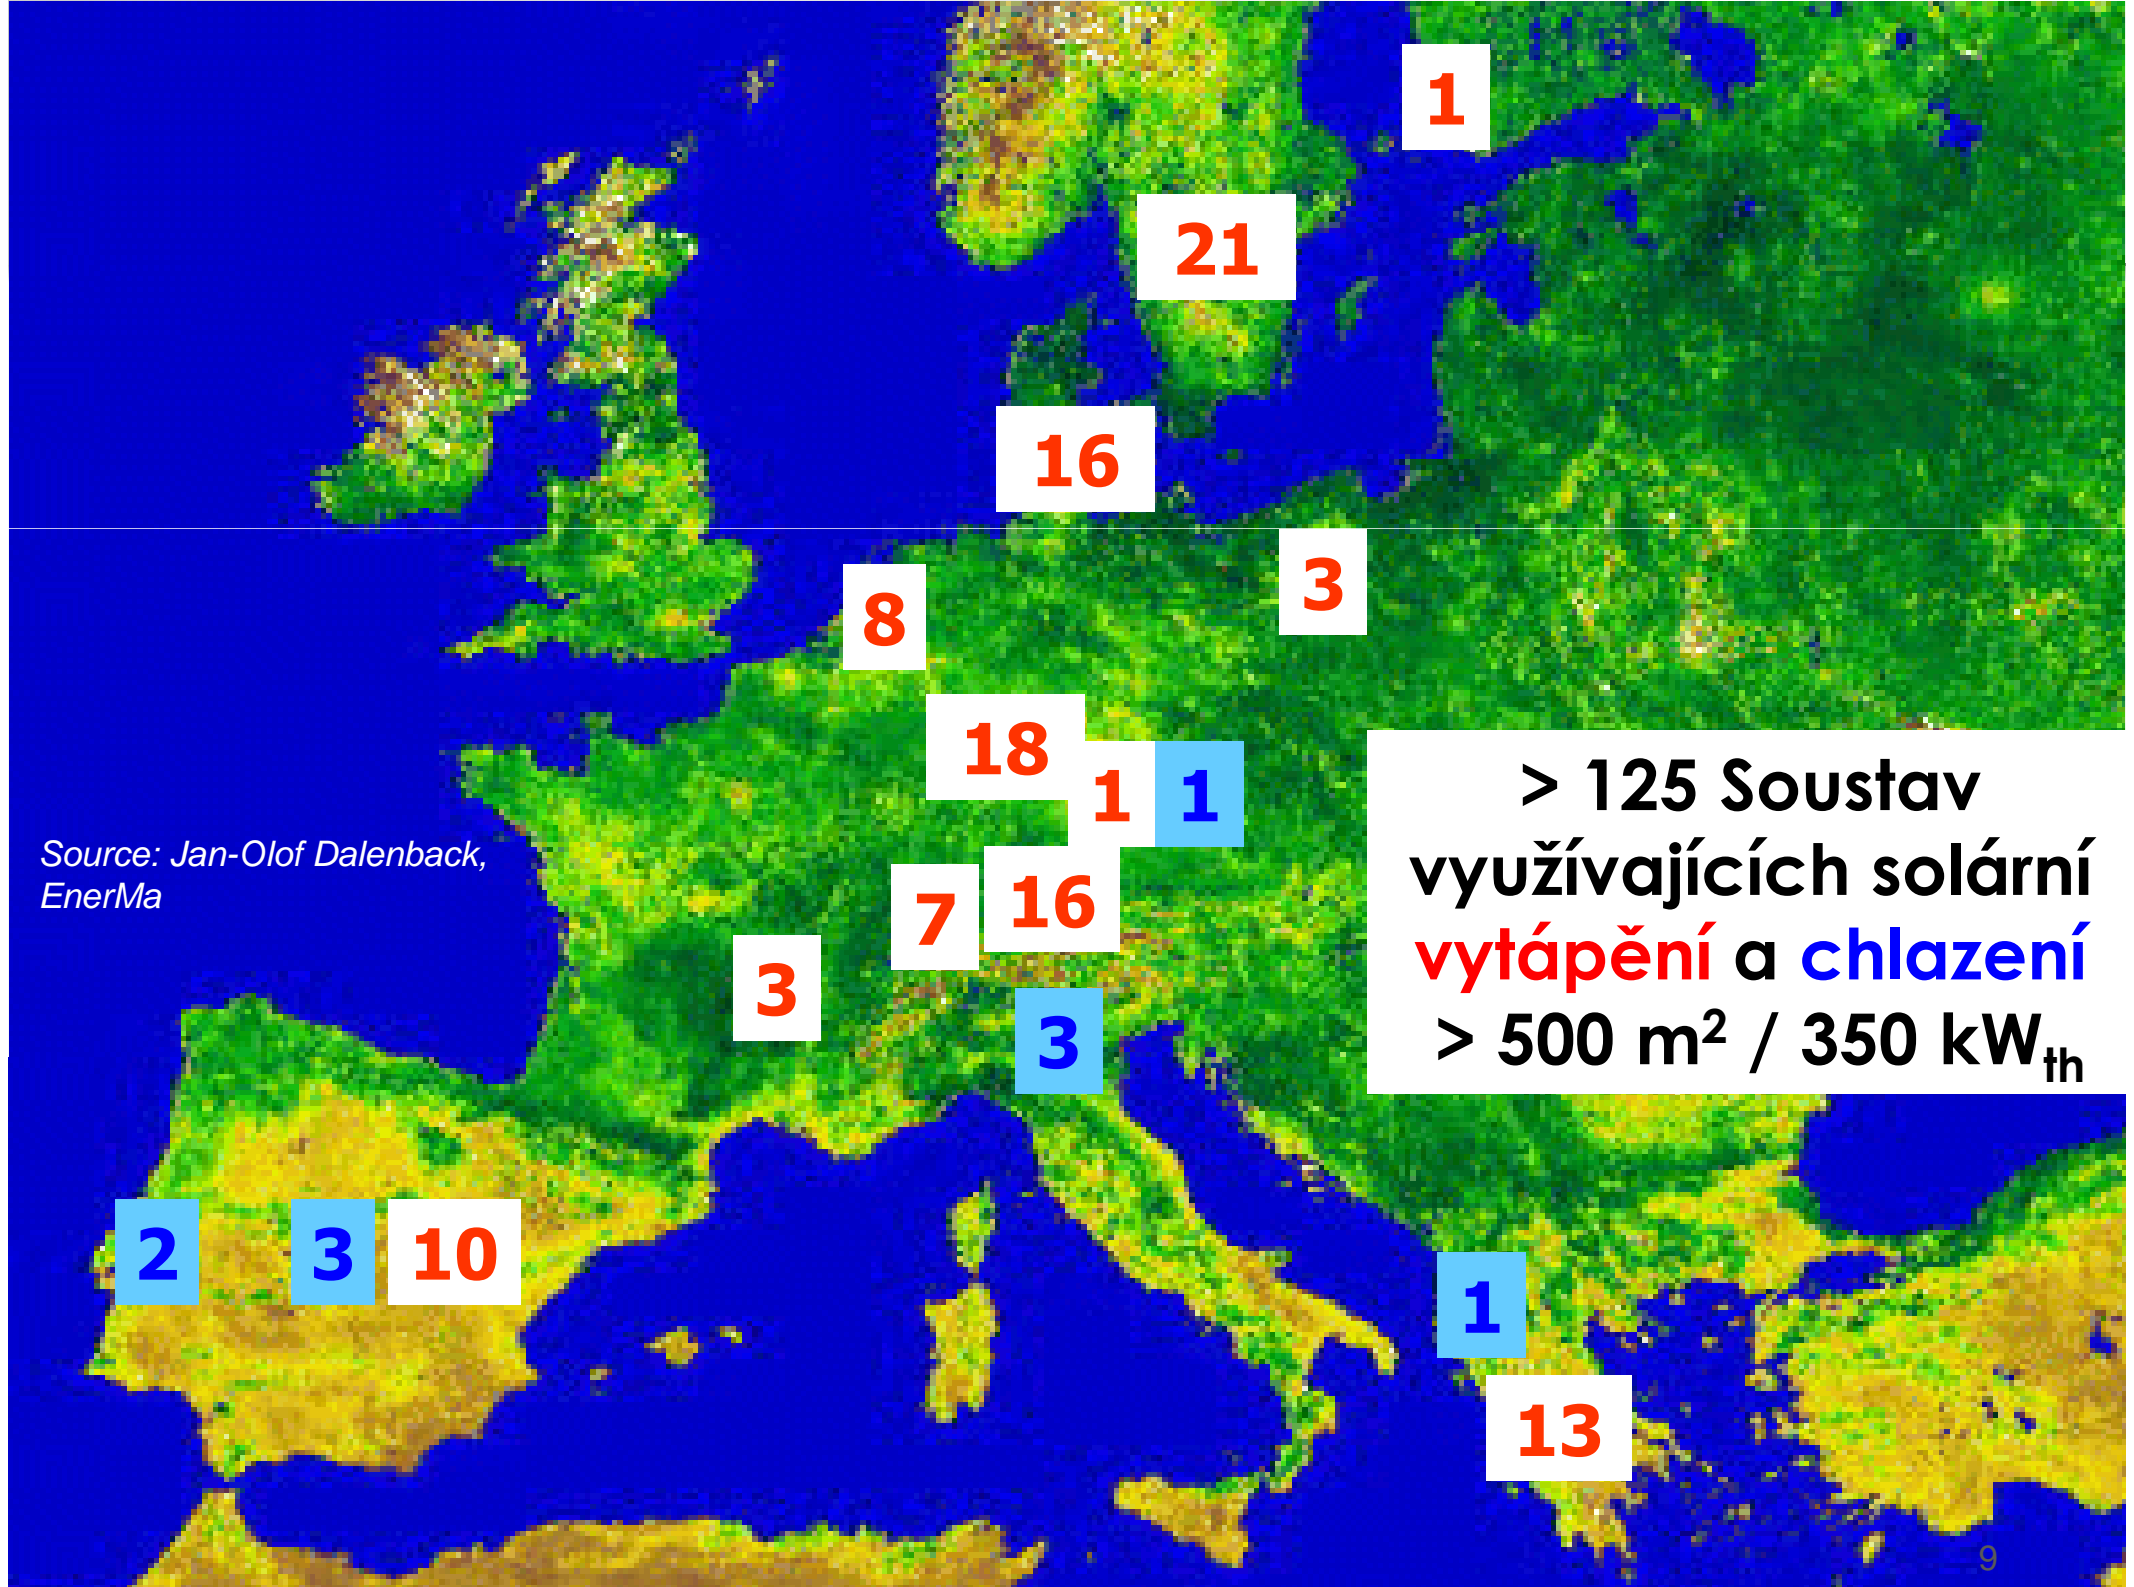 1
21
16
3
8
18
1 1
> 125 Soustav
využívajících solární
vytápění a chlazení
> 500 m² / 350 kWth
Source: Jan-Olof Dalenback,
EnerMa
16
7
3
3
2 3 10
1
13
9